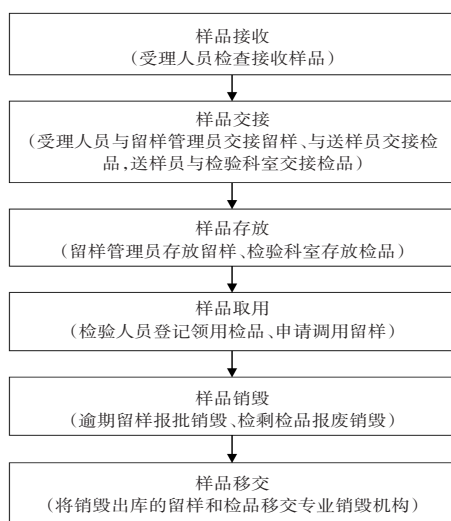 样品接收
(受理人员检查接收样品)
样品交接
(受理人员与留样管理员交接留样、与送样员交接检
品,送样员与检验科室交接检品)
样品存放
(留样管理员存放留样、检验科室存放检品)
样品取用
(检验人员登记领用检品、申请调用留样)
样品销毁
(逾期留样报批销毁、检剩检品报废销毁)
样品移交
(将销毁出库的留样和检品移交专业销毁机构)